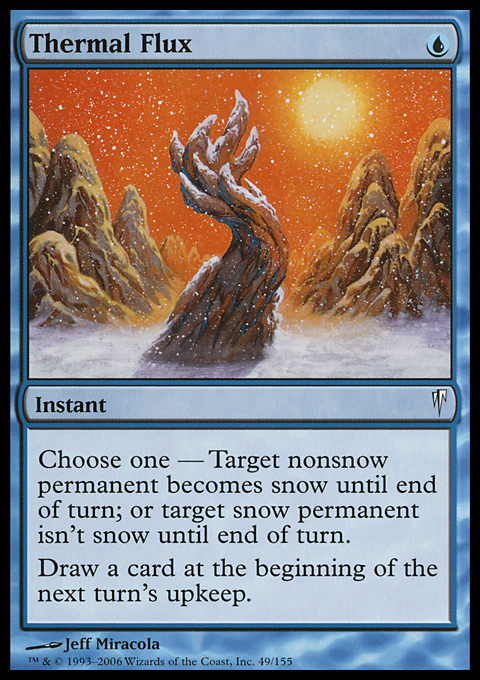 Thermal Flux
Instant
Choose one — Target nonsnow
permanent becomes snow until end
of turn; or target snow permanent
isn't snow until end of turn.
Draw a card at the beginning of the
next turn's upkeep.
Jeff Miracola
™ & © 1993–2006 Wizards of the Coast, Inc. 49/155